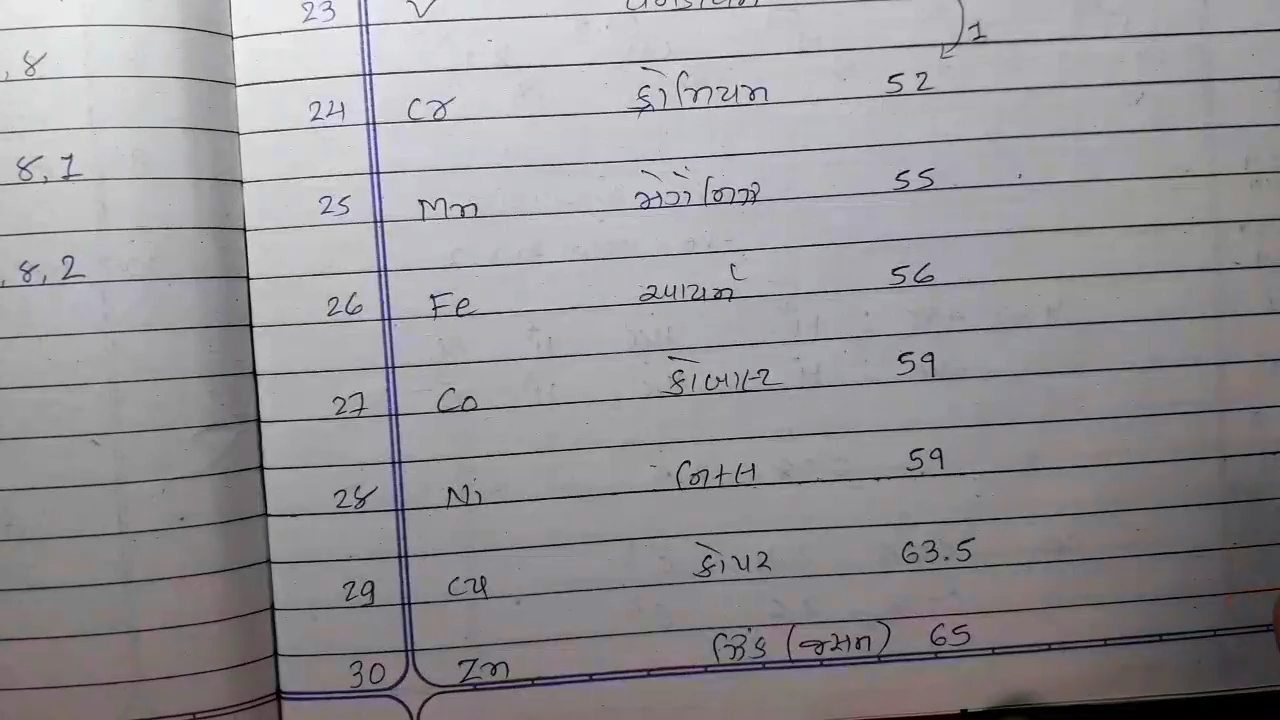 , 8
8, 1
, 8, 2
23 V
1
24 Cr ક્રોમિયમ 52
25 Mn મેંગેનિઝ 55
26 Fe આયર્ન 56
27 Co કોબાલ્ટ 59
28 Ni નિકલ 59
29 Cu કોપર 63.5
30 Zn ઝિંક (જસત) 65